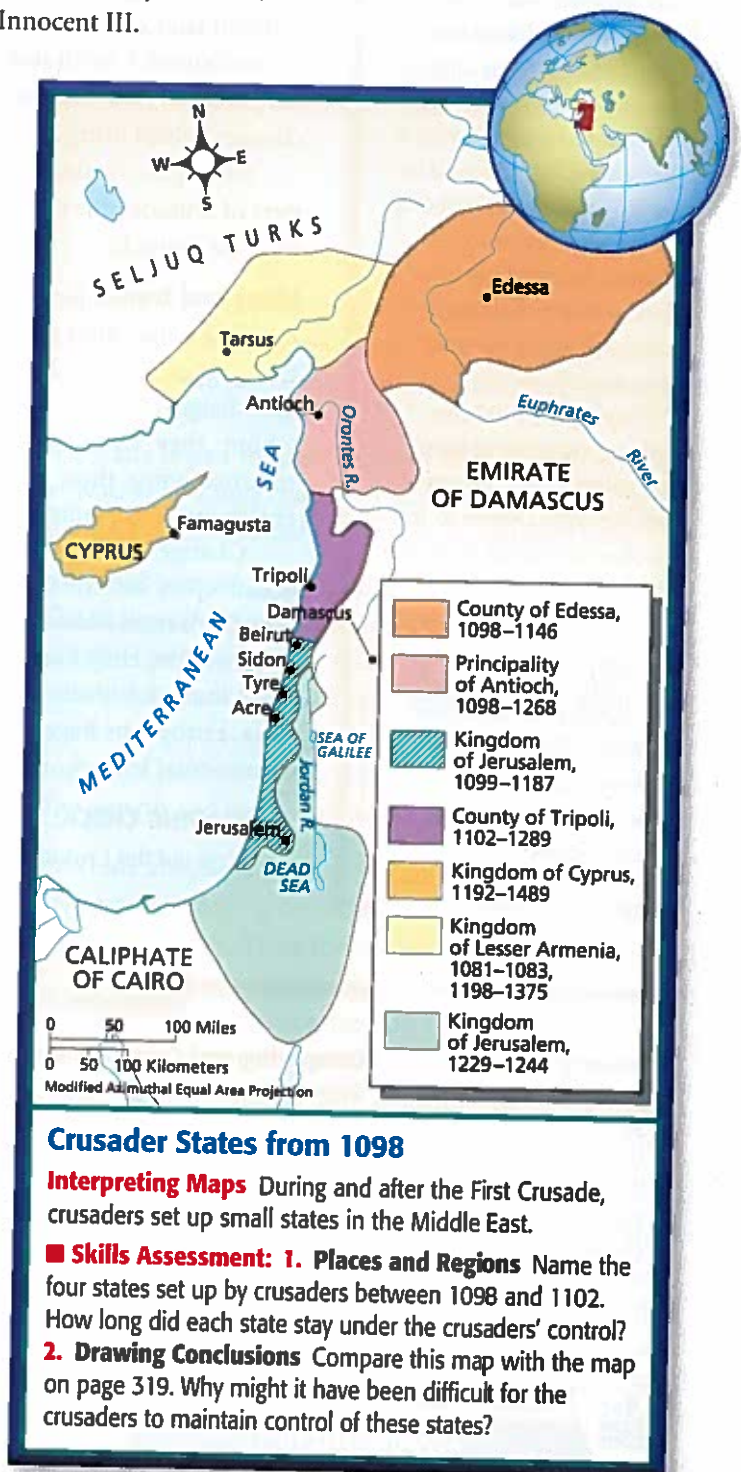 Innocent III.
N
W E
S
SELJUQ TURKS
Edessa
Tarsus
Antioch
Orontes R.
Euphrates
River
SEA
EMIRATE
OF DAMASCUS
Famagusta
CYPRUS
Tripoli
Damascus
Beirut
Sidon
Tyre
Acre
MEDITERRANEAN
SEA OF
GALILEE
Jordan R.
Jerusalem
DEAD
SEA
CALIPHATE
OF CAIRO
County of Edessa,
1098–1146
Principality
of Antioch,
1098–1268
Kingdom
of Jerusalem,
1099–1187
County of Tripoli,
1102–1289
Kingdom of Cyprus,
1192–1489
Kingdom
of Lesser Armenia,
1081–1083,
1198–1375
Kingdom
of Jerusalem,
1229–1244
0 50 100 Miles
0 50 100 Kilometers
Modified Azimuthal Equal Area Projection
Crusader States from 1098
Interpreting Maps During and after the First Crusade,
crusaders set up small states in the Middle East.
■ Skills Assessment: 1. Places and Regions Name the
four states set up by crusaders between 1098 and 1102.
How long did each state stay under the crusaders' control?
2. Drawing Conclusions Compare this map with the map
on page 319. Why might it have been difficult for the
crusaders to maintain control of these states?